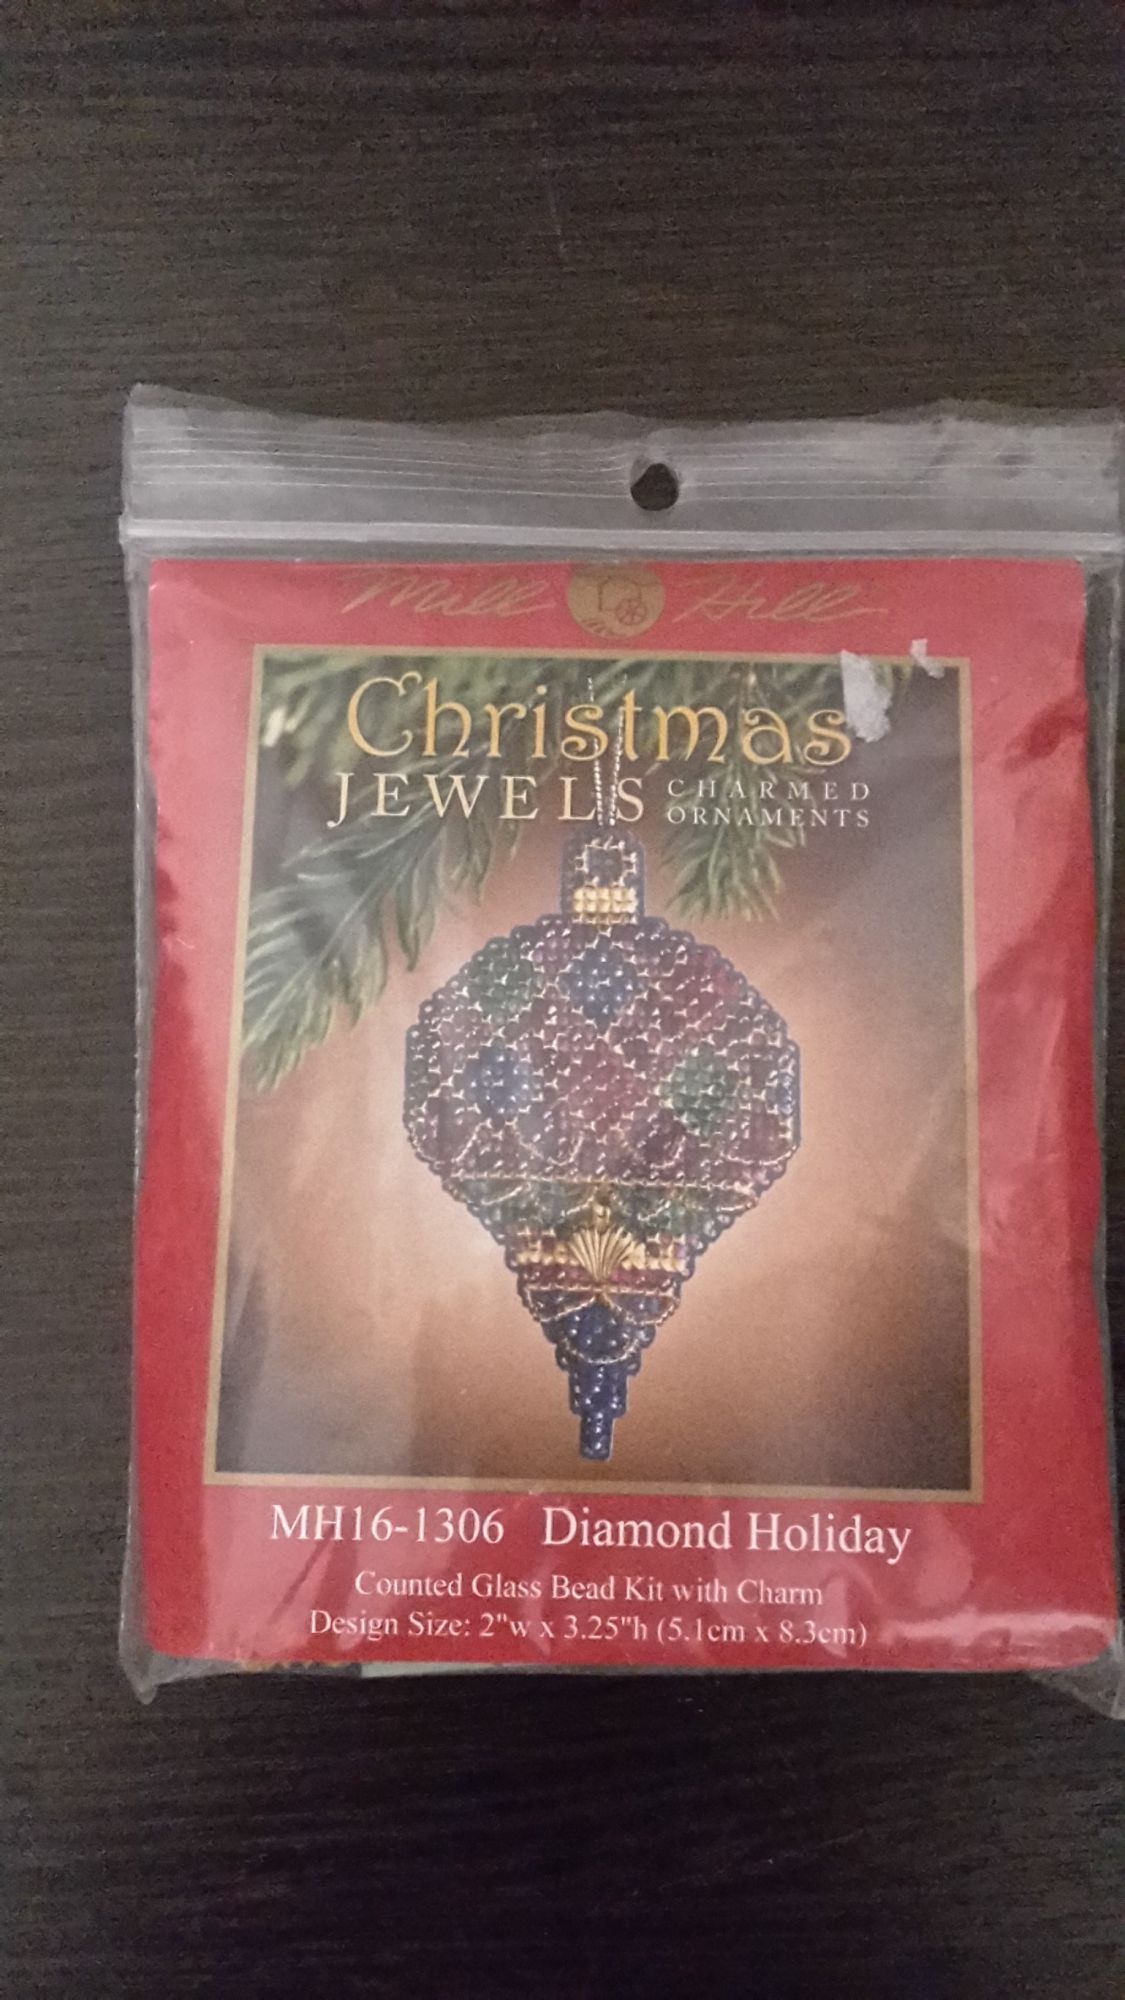 Mill Hill
Christmas
JEWELS CHARMED
ORNAMENTS
MH16-1306 Diamond Holiday
Counted Glass Bead Kit with Charm
Design Size: 2"w x 3.25"h (5.1cm x 8.3cm)